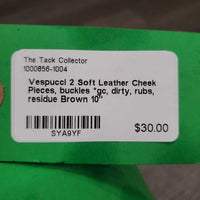 The Tack Collector
1000856-1004
Vespucci 2 Soft Leather Cheek
Pieces, buckles *gc, dirty, rubs,
residue Brown 10"
SYA9YF
$30.00